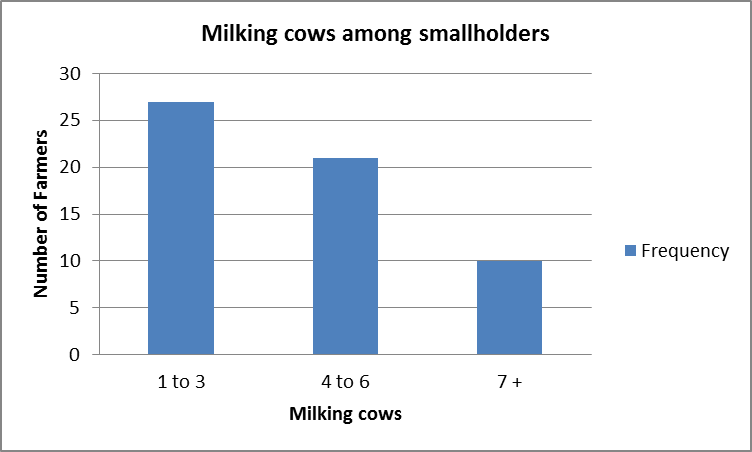 Milking cows among smallholders
Number of Farmers
30
25
20
15
10
5
0
1 to 3
4 to 6
7 +
Milking cows
Frequency